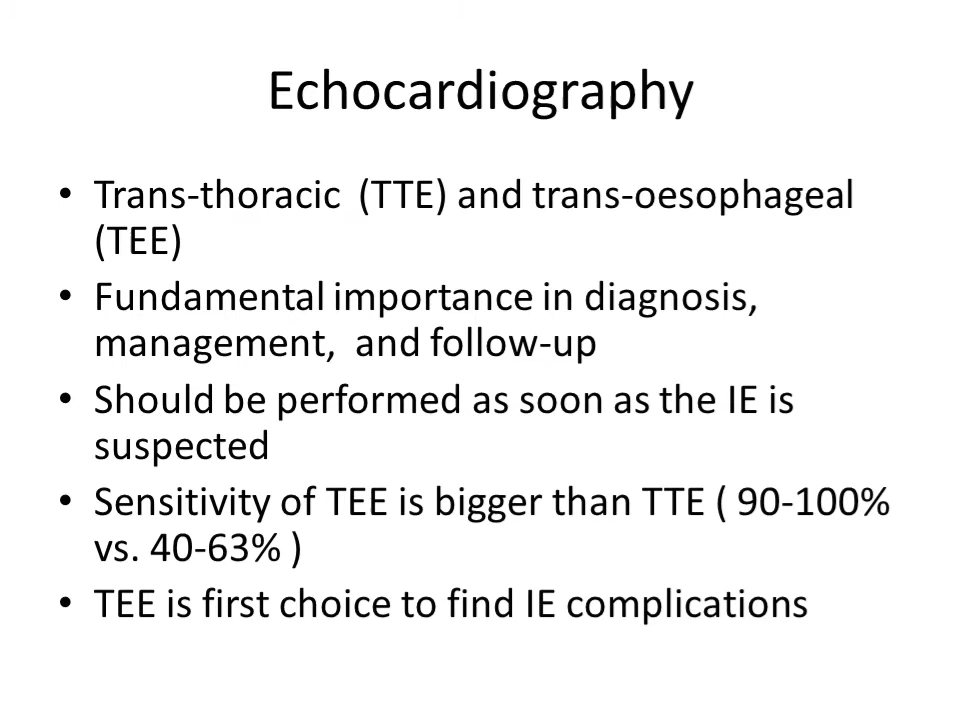 Echocardiography
• Trans-thoracic  (TTE) and trans-oesophageal
(TEE)
• Fundamental importance in diagnosis,
management,  and follow-up
• Should be performed as soon as the IE is
suspected
• Sensitivity of TEE is bigger than TTE ( 90-100%
vs. 40-63% )
• TEE is first choice to find IE complications